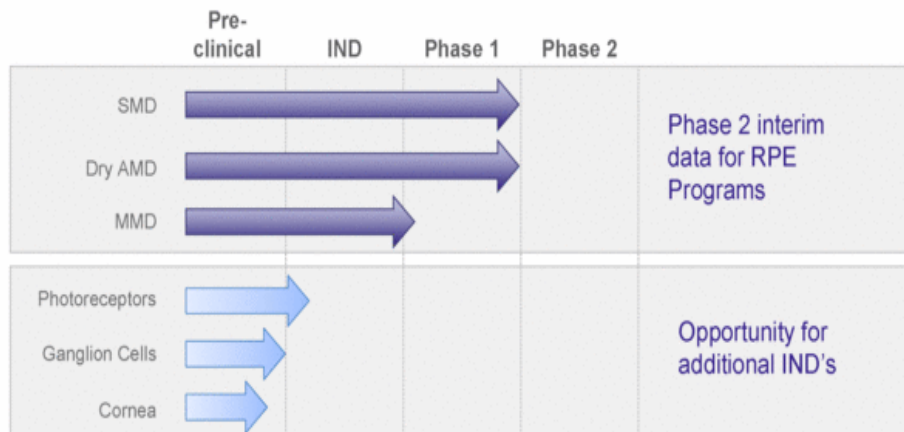 Pre-
clinical IND Phase 1 Phase 2
SMD
Dry AMD
MMD
Phase 2 interim
data for RPE
Programs
Photoreceptors
Ganglion Cells
Cornea
Opportunity for
additional IND's